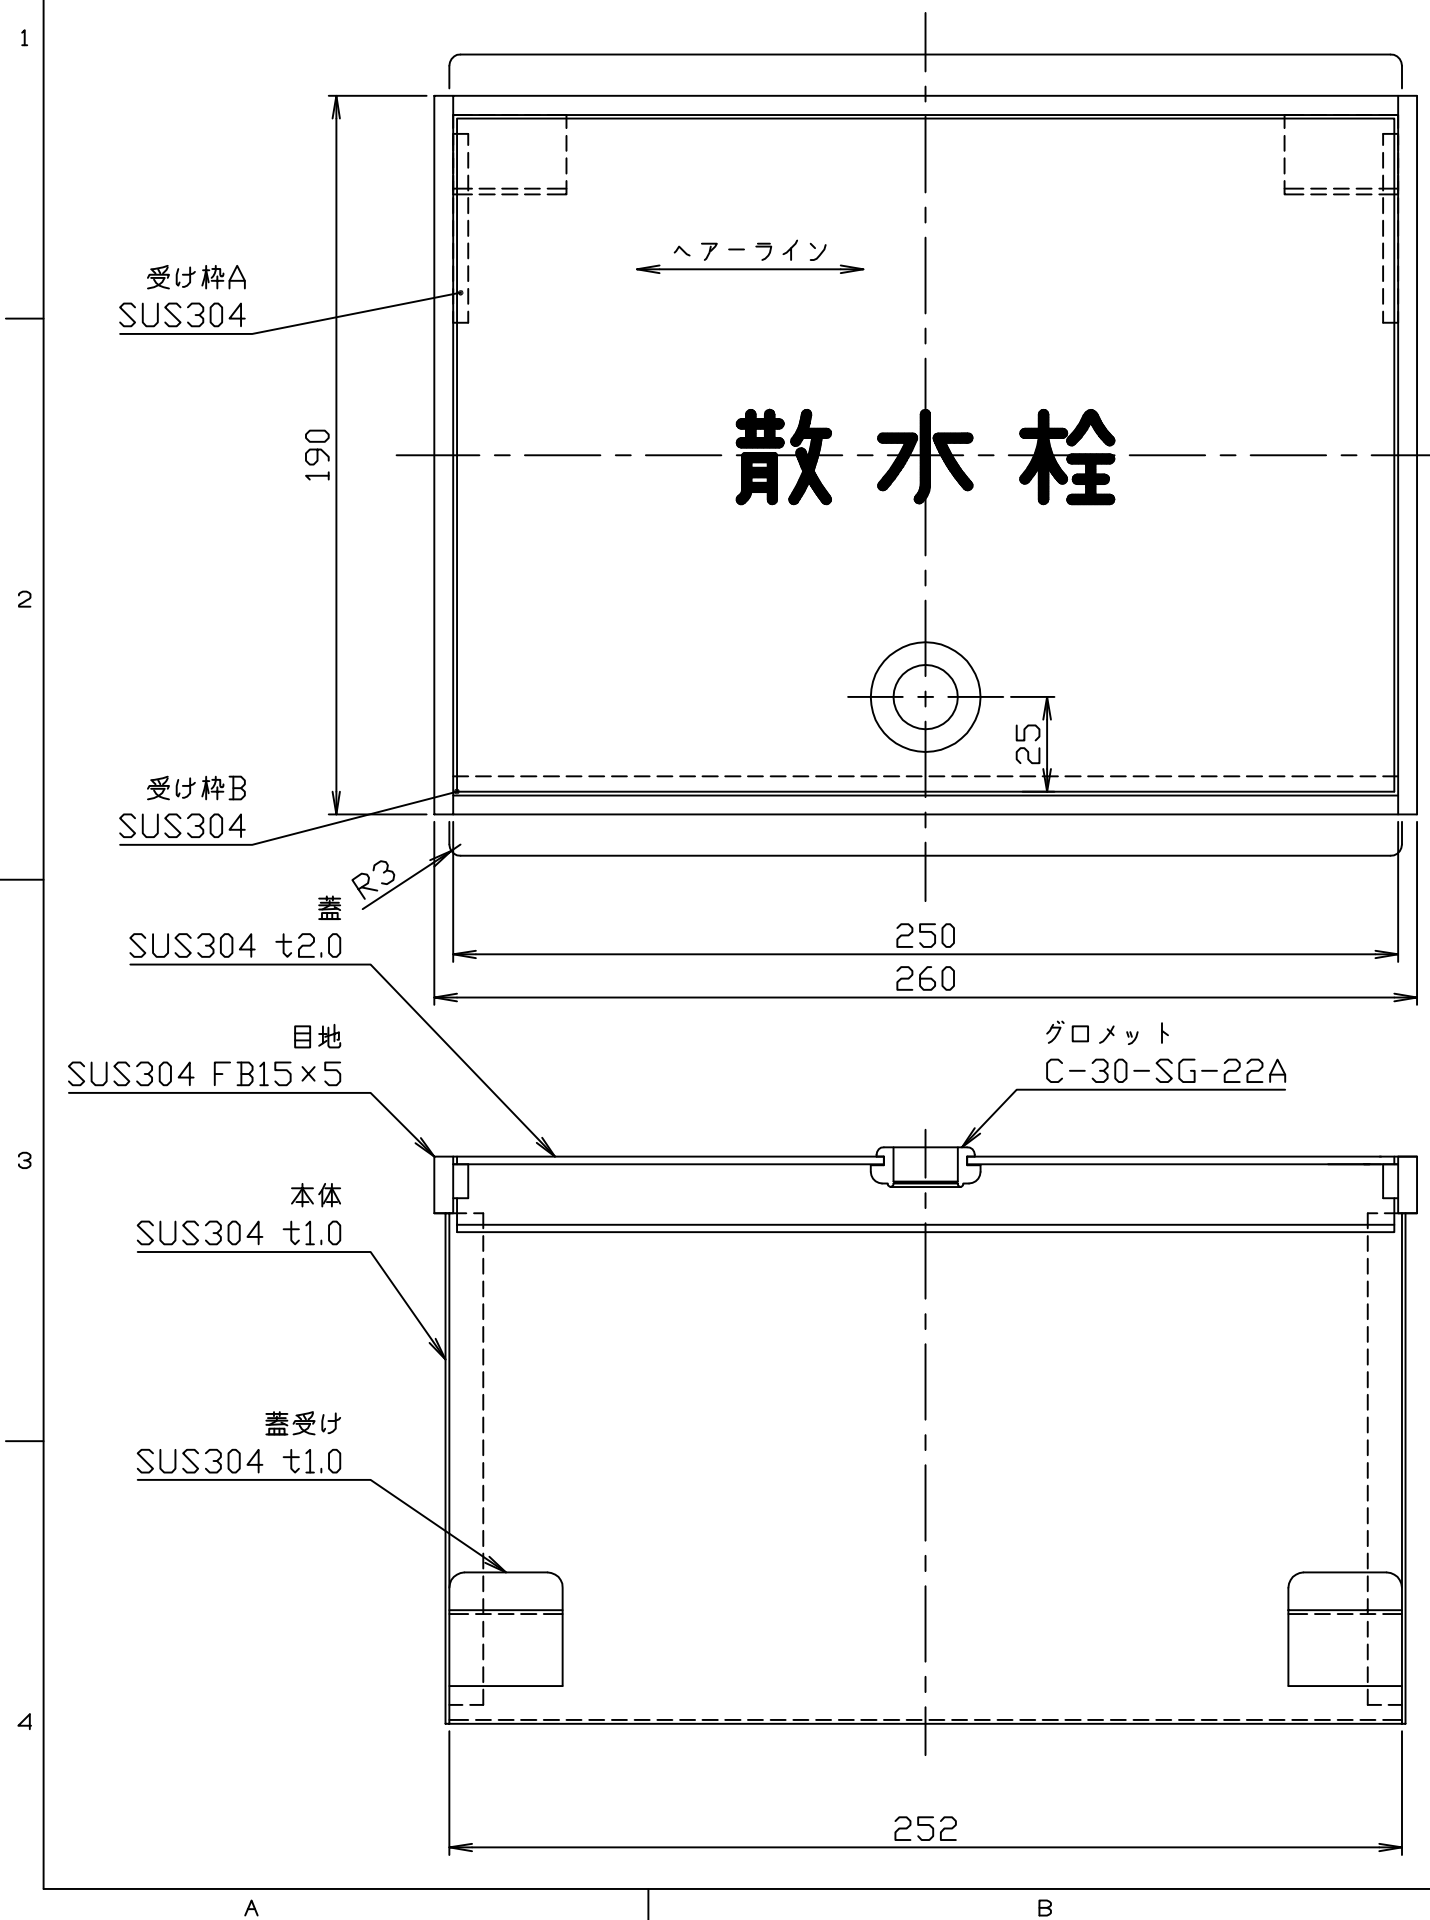 1
ヘアーライン
受け枠A
SUS304
190
散水栓
2
25
受け枠B
SUS304
R3
蓋
SUS304 t2.0
250
260
目地
SUS304 FB15×5
グロメット
C-30-SG-22A
3
本体
SUS304 t1.0
蓋受け
SUS304 t1.0
4
252
A
B